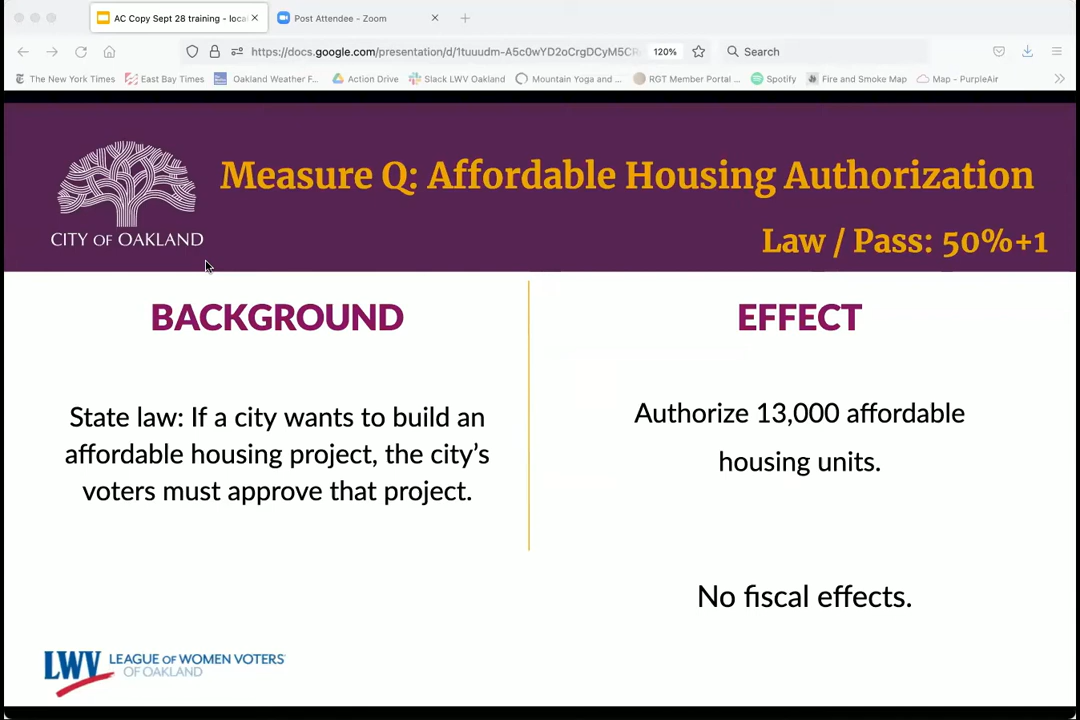 AC Copy Sept 28 training - loca
Post Attendee - Zoom
https://docs.google.com/presentation/d/1tuuudm-A5c0wYD2oCrgDCyM5CR
120%
Search
The New York Times
East Bay Times
Oakland Weather F...
Action Drive
Slack LWV Oakland
Mountain Yoga and ...
RGT Member Portal ...
Spotify
Fire and Smoke Map
Map - PurpleAir
CITY OF OAKLAND
Measure Q: Affordable Housing Authorization
Law / Pass: 50%+1
BACKGROUND
State law: If a city wants to build an
affordable housing project, the city's
voters must approve that project.
EFFECT
Authorize 13,000 affordable
housing units.
No fiscal effects.
LWV LEAGUE OF WOMEN VOTERS®
OF OAKLAND